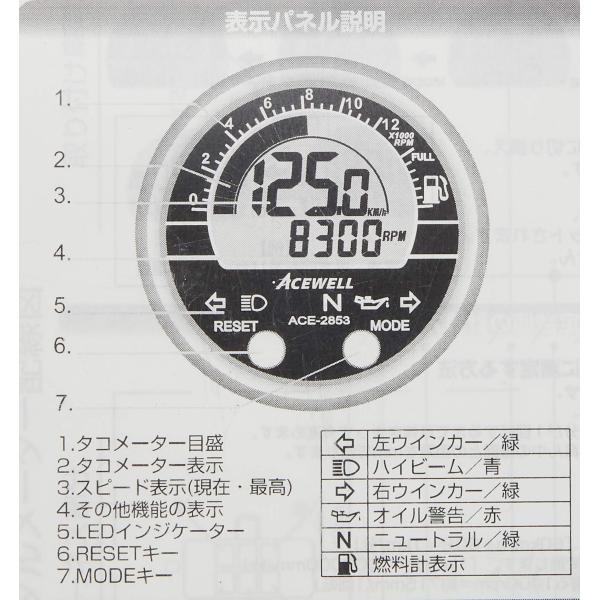 表示パネル説明
1.
2.
3.
4.
5.
6.
7.
0 2 4 6 8 10 12
X1000
RPM
FULL
125.0 KM/h
8300 RPM
ACEWELL
N
RESET ACE-2853 MODE
1.タコメーター目盛
2.タコメーター表示
3.スピード表示(現在・最高)
4.その他機能の表示
5.LEDインジケーター
6.RESETキー
7.MODEキー
左ウインカー/緑
ハイビーム/青
右ウインカー/緑
オイル警告/赤
N ニュートラル/緑
燃料計表示